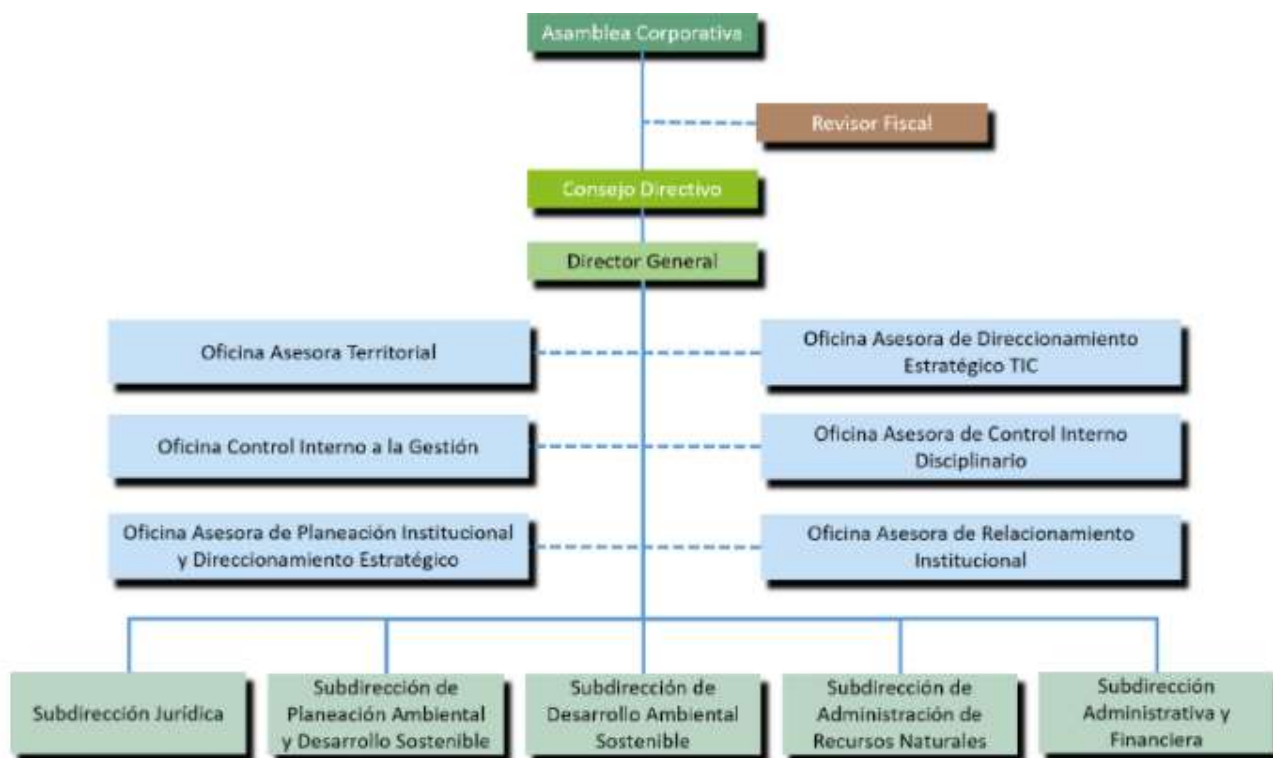 Asamblea Corporativa
Revisor Fiscal
Consejo Directivo
Director General
Oficina Asesora Territorial
Oficina Asesora de Direccionamiento
Estratégico TIC
Oficina Control Interno a la Gestión
Oficina Asesora de Control Interno
Disciplinario
Oficina Asesora de Planeación Institucional
y Direccionamiento Estratégico
Oficina Asesora de Relacionamiento
Institucional
Subdirección Jurídica
Subdirección de
Planeación Ambiental
y Desarrollo Sostenible
Subdirección de
Desarrollo Ambiental
Sostenible
Subdirección de
Administración de
Recursos Naturales
Subdirección
Administrativa y
Financiera